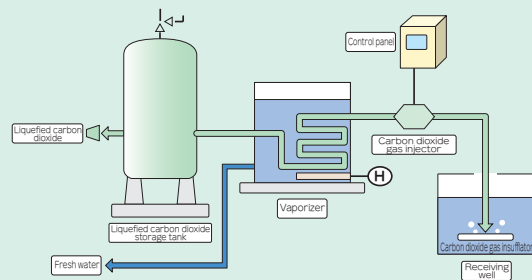 Control panel
Liquefied carbon
dioxide
Carbon dioxide
gas injector
H
Vaporizer
Liquefied carbon dioxide
storage tank
Carbon dioxide gas insufflator
Fresh water
Receiving
well